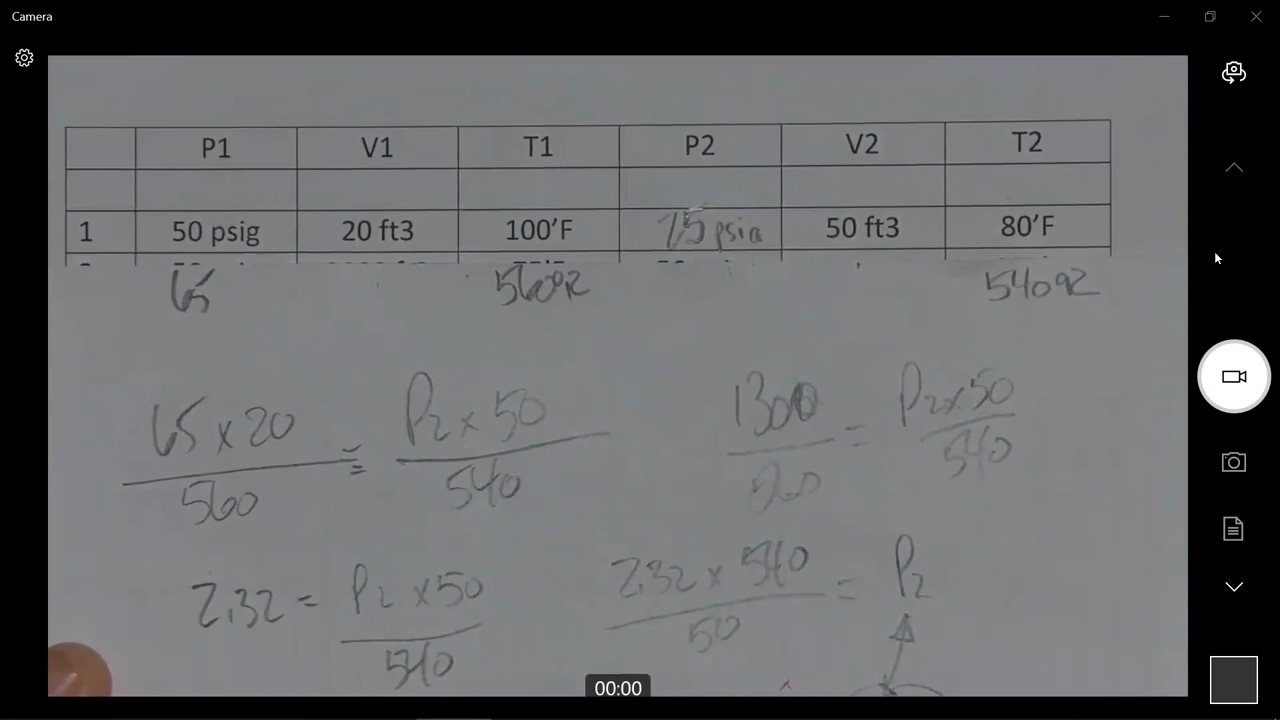 Camera
P1 V1 T1 P2 V2 T2
1 50 psig 20 ft3 100'F 25 psia 50 ft3 80'F
65 560°R 540°R
65 x 20 / 560 = P2 x 50 / 540
1300 / 560 = P2 x 50 / 540
2.32 = P2 x 50 / 540
2.32 x 540 / 50 = P2
00:00